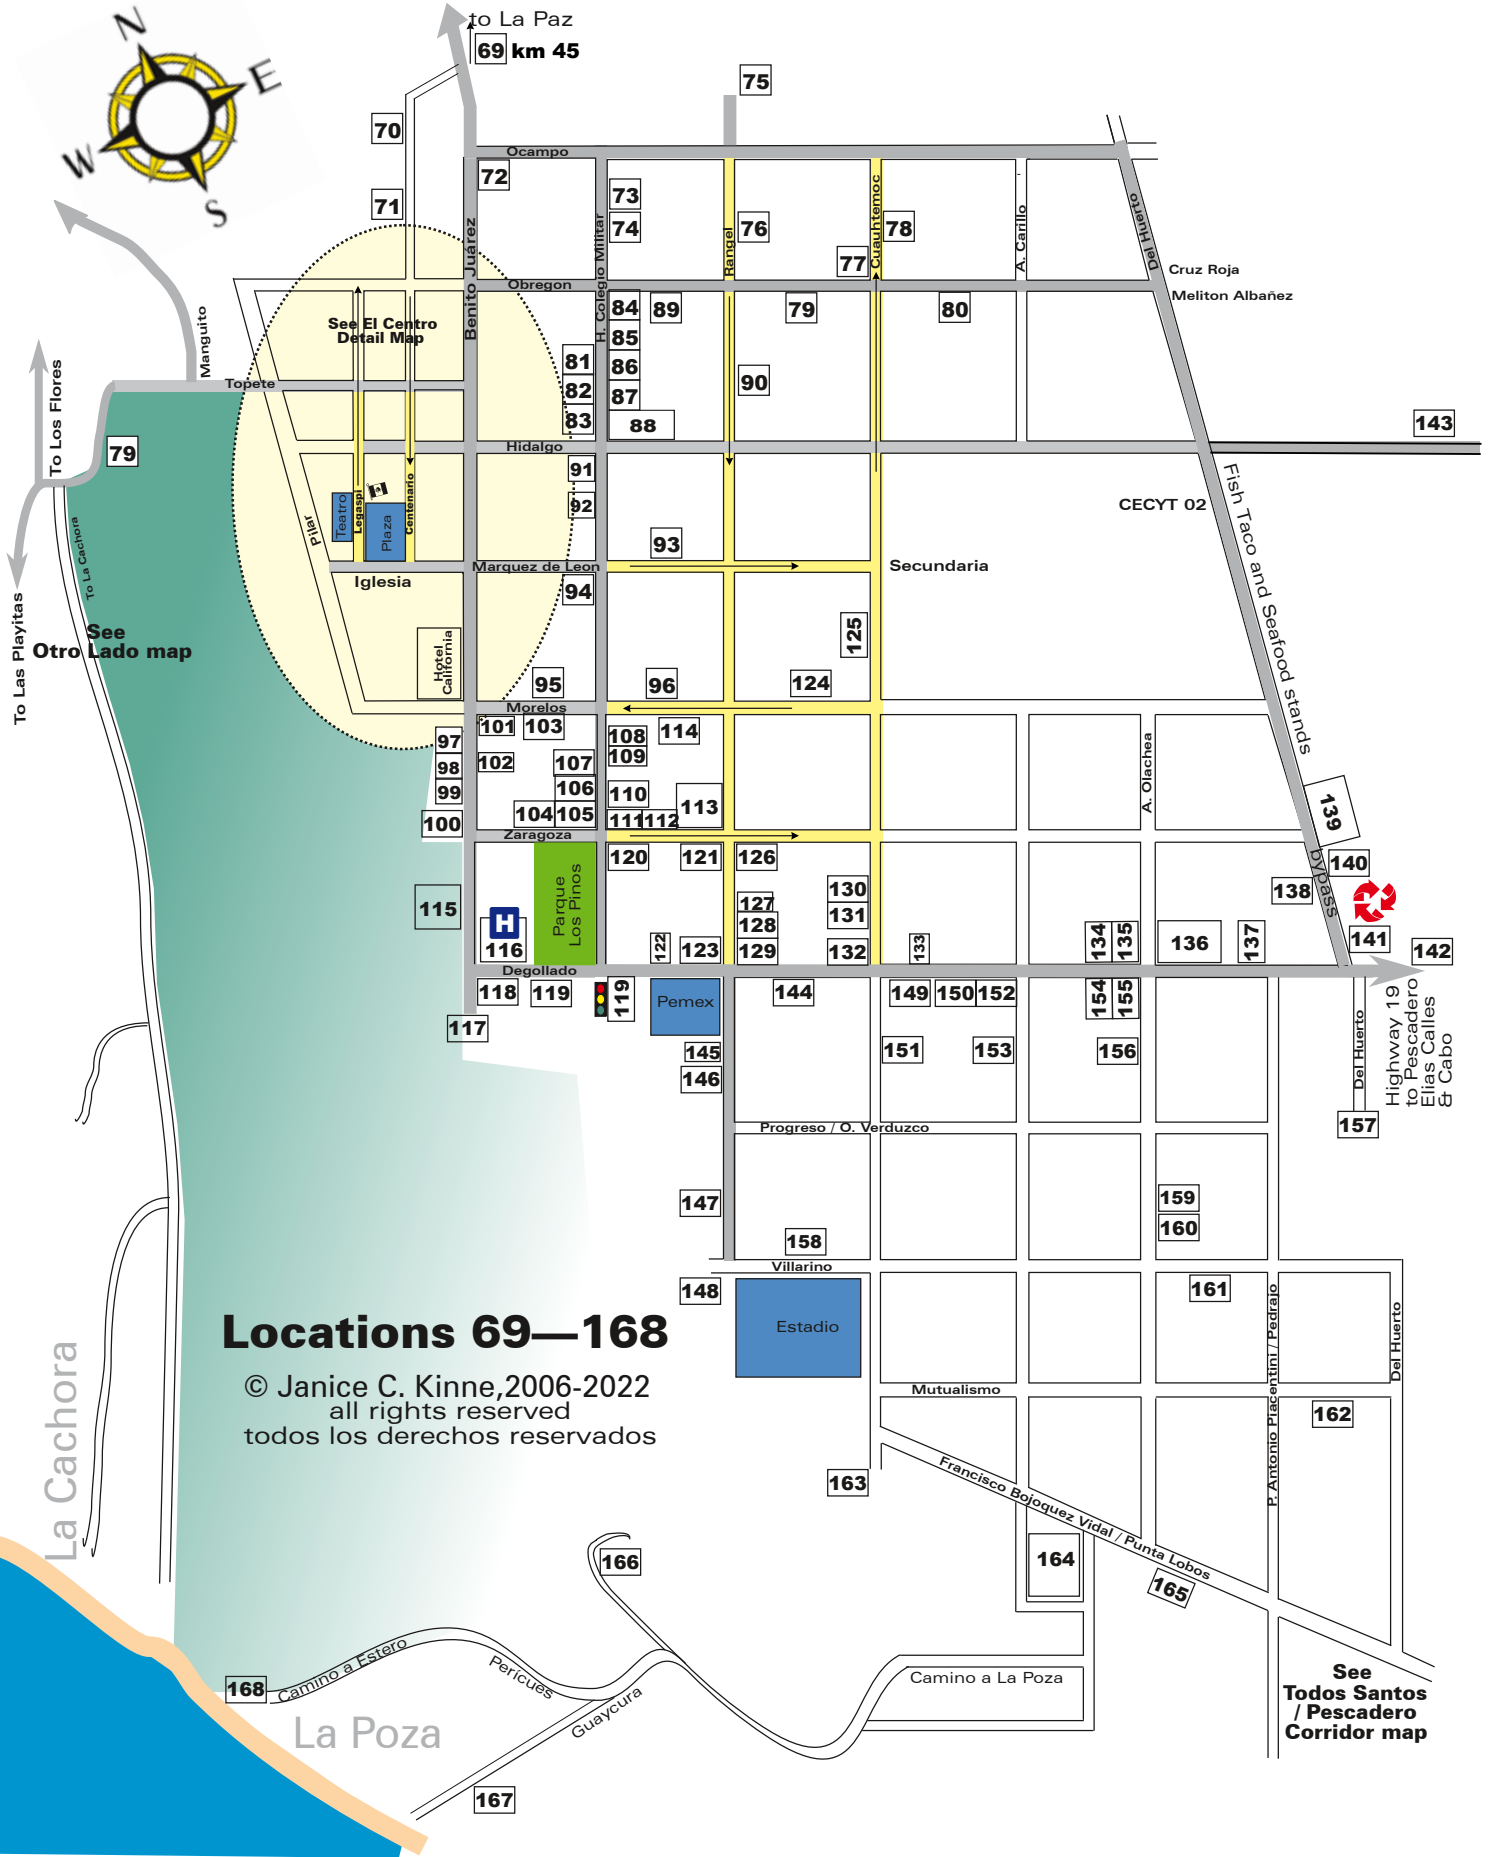 N
E
W
S
to La Paz
69 km 45
75
70
Ocampo
72
73
71
74
76
78
77
Benito Juárez
H. Colegio Militar
Rangel
Cuauhtemoc
A. Carillo
Del Huerto
Cruz Roja
Obregon
Meliton Albañez
84
89
79
80
See El Centro
Detail Map
85
Manguito
81
86
Topete
82
87
90
83
88
143
To Los Flores
79
Hidalgo
91
92
CECYT 02
Pilar
Teatro
Legaspi
Plaza
Centenario
To La Cachora
93
Marquez de Leon
Secundaria
Iglesia
94
Fish Taco and Seafood stands
To Las Playitas
See
Otro Lado map
Hotel
California
125
95
96
124
Morelos
101
103
114
97
108
109
98
102
107
99
106
110
113
A. Olachea
104
105
111
112
100
139
Zaragoza
120
121
126
bypass
140
130
138
127
131
115
Parque
Los Pinos
128
H
116
122
123
129
132
133
134
135
136
137
141
142
Degollado
118
119
119
Pemex
144
149
150
152
154
155
117
145
151
153
156
146
Del Huerto
Highway 19
to Pescadero
Elias Calles
& Cabo
157
Progreso / O. Verduzco
147
159
160
158
Villarino
148
161
Estadio
P. Antonio Piacentini / Pedrajo
Del Huerto
Locations 69—168
© Janice C. Kinne,2006-2022
all rights reserved
todos los derechos reservados
Mutualismo
162
La Cachora
163
Francisco Bojoquez Vidal / Punta Lobos
166
164
165
Camino a Estero
Perícues
Camino a La Poza
168
Guaycura
La Poza
See
Todos Santos
/ Pescadero
Corridor map
167